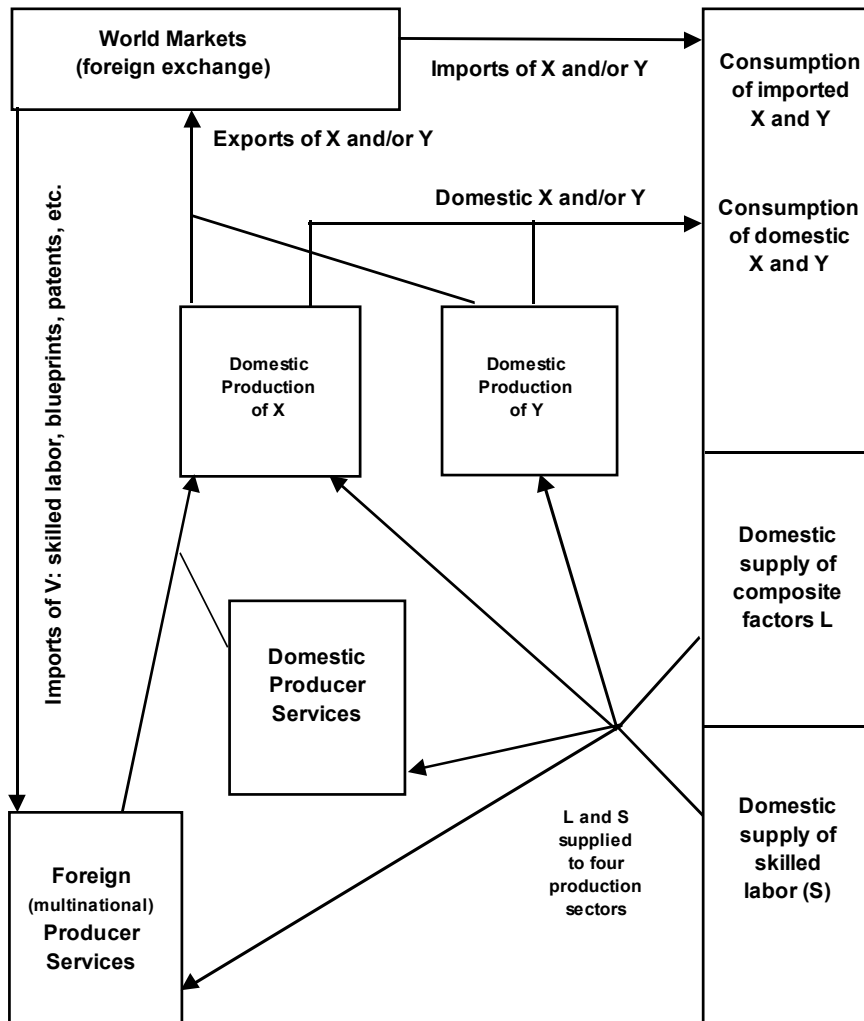 World Markets
(foreign exchange)
Imports of X and/or Y
Consumption
of imported
X and Y
Exports of X and/or Y
Domestic X and/or Y
Consumption
of domestic
X and Y
Imports of V: skilled labor, blueprints, patents, etc.
Domestic
Production
of X
Domestic
Production
of Y
Domestic
supply of
composite
factors L
Domestic
Producer
Services
L and S
supplied
to four
production
sectors
Domestic
supply of
skilled
labor (S)
Foreign
(multinational)
Producer
Services